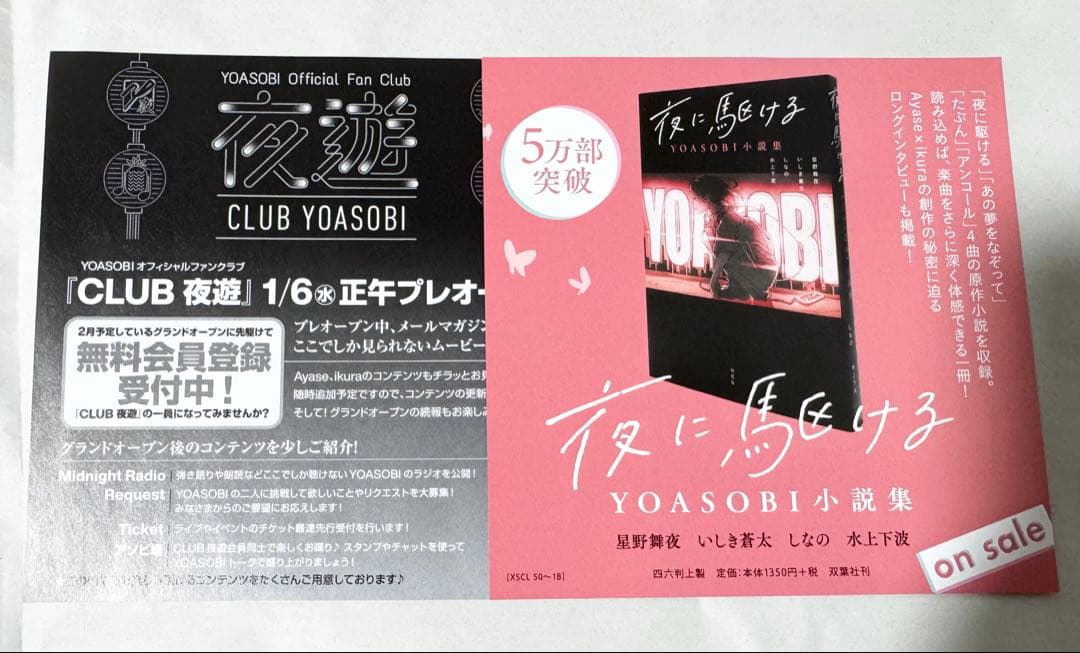 YOASOBI Official Fan Club
夜遊
CLUB YOASOBI
YOASOBIオフィシャルファンクラブ
『CLUB 夜遊』1/6㊌正午プレオー
2月予定しているグランドオープンに先駆けて
無料会員登録
受付中！
『CLUB 夜遊』の一員になってみませんか？
プレオープン中、メールマガジン
ここでしか見られないムービー
Ayase、ikuraのコンテンツもチラッとお見
随時追加予定ですので、コンテンツの更新
そして！グランドオープンの続報もお楽しみ
グランドオープン後のコンテンツを少しご紹介！
Midnight Radio 弾き語りや朗読などここでしか聴けないYOASOBIのラジオを公開！
Request YOASOBIの二人に挑戦して欲しいことやリクエストを大募集！
みなさまからのご要望にお応えします！
Ticket ライブやイベントのチケット最速先行受付を行います！
アソビ場 CLUB夜遊会員同士で楽しくお喋り♪ スタンプやチャットを使って
YOASOBIトークで盛り上がりましょう！
コンテンツをたくさんご用意しております♪
5万部
突破
夜に駆ける
YOASOBI小説集
星野舞夜
いしき蒼太
しなの
水上下波
YOASOBI
「夜に駆ける」「あの夢をなぞって」
「たぶん」「アンコール」4曲の原作小説を収録。
読み込めば、楽曲をさらに深く体感できる一冊！
Ayase×ikuraの創作の秘密に迫る
ロングインタビューも掲載！
夜に駆ける
YOASOBI小説集
星野舞夜 いしき蒼太 しなの 水上下波
[XSCL 50〜1B]
四六判上製 定価：本体1350円＋税 双葉社刊
on sale